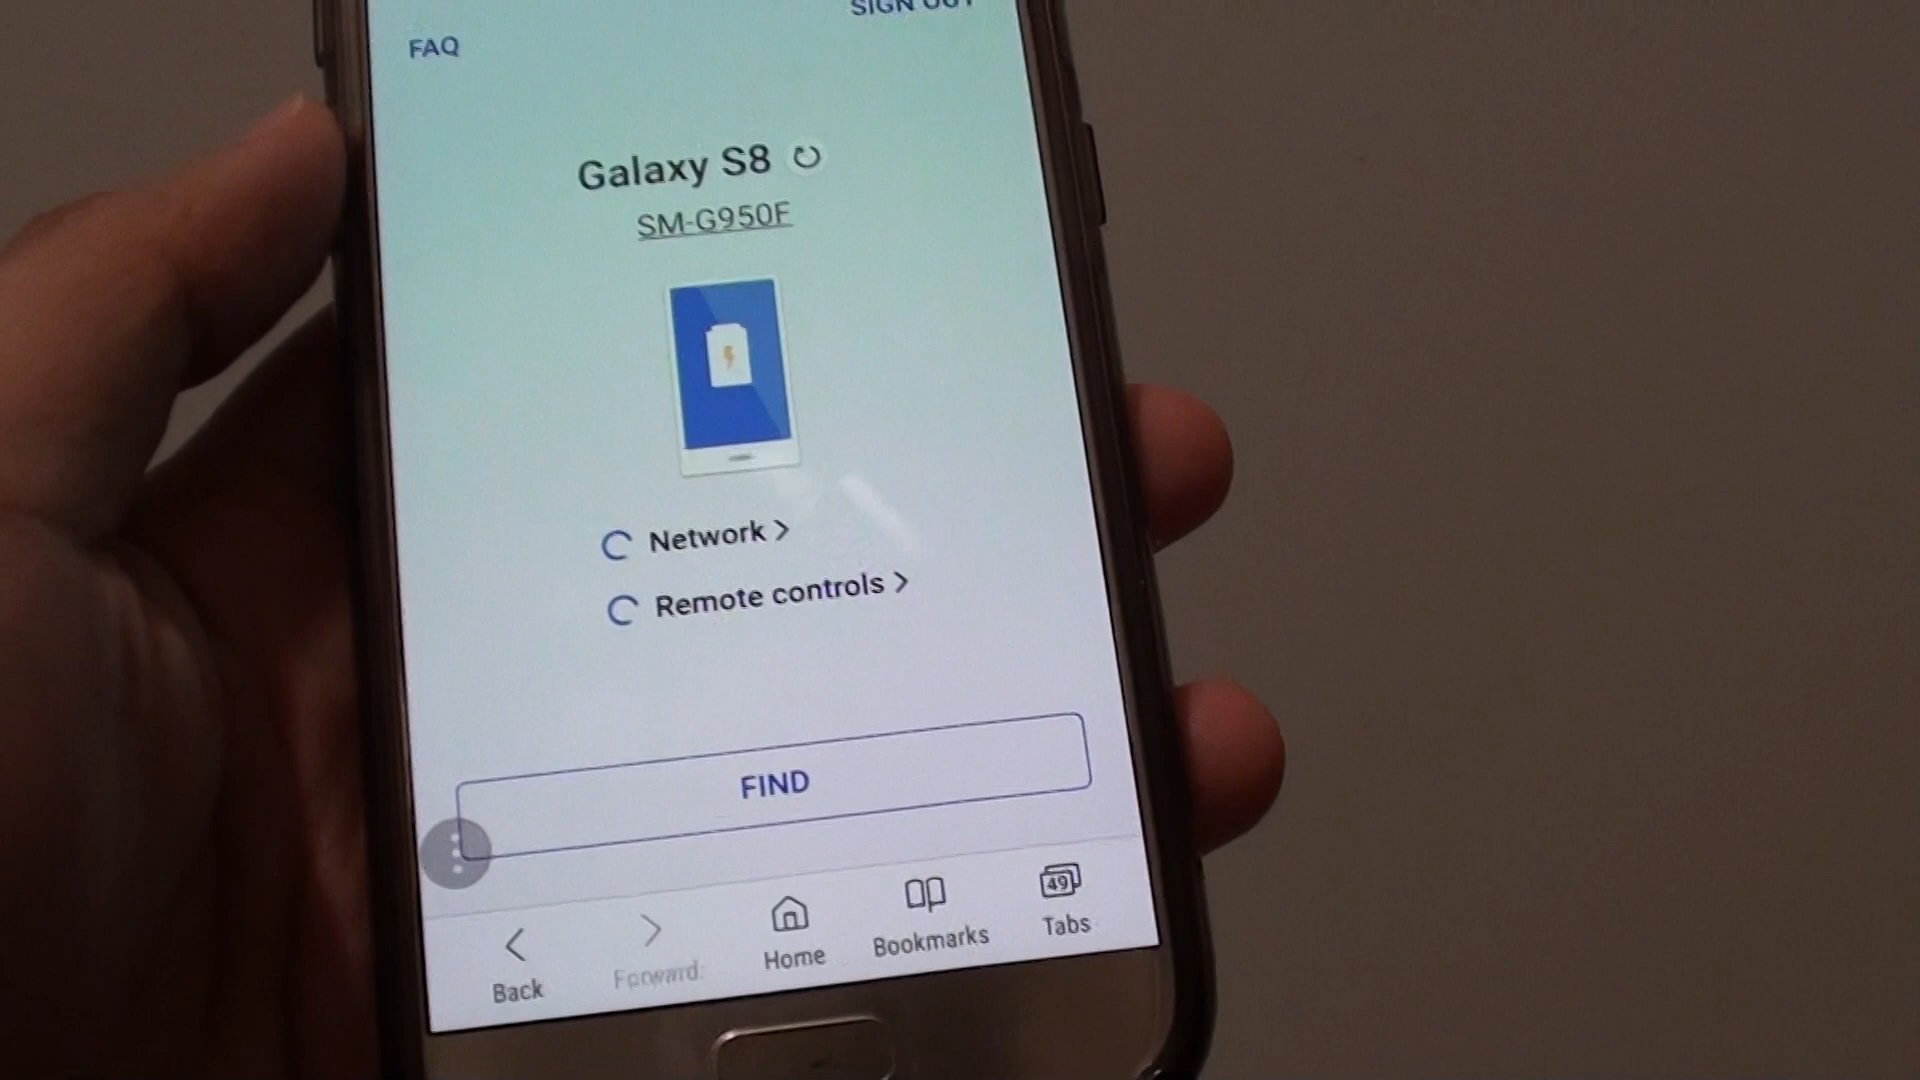 SIGN OUT
FAQ
Galaxy S8
SM-G950F
Network >
Remote controls >
FIND
49
Back
Forward
Home
Bookmarks
Tabs